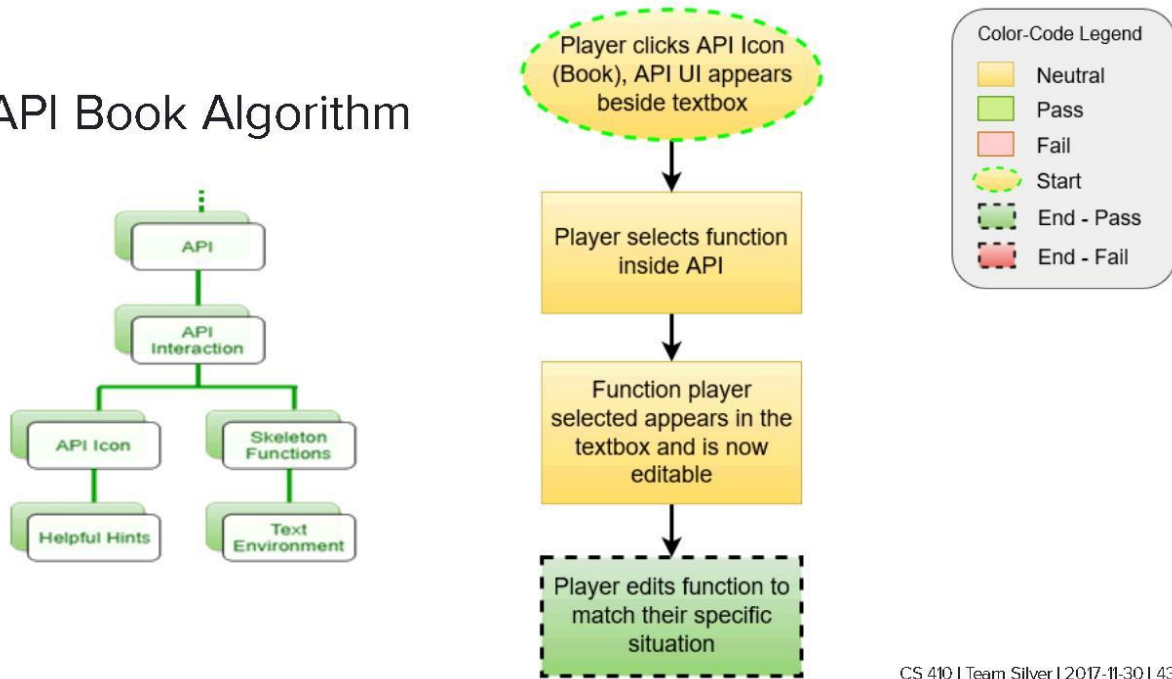 API Book Algorithm
API
API
Interaction
API Icon
Skeleton
Functions
Helpful Hints
Text
Environment
Player clicks API Icon
(Book), API UI appears
beside textbox
Player selects function
inside API
Function player
selected appears in the
textbox and is now
editable
Player edits function to
match their specific
situation
Color-Code Legend
Neutral
Pass
Fail
Start
End - Pass
End - Fail
CS 410 | Team Silver | 2017-11-30 | 43